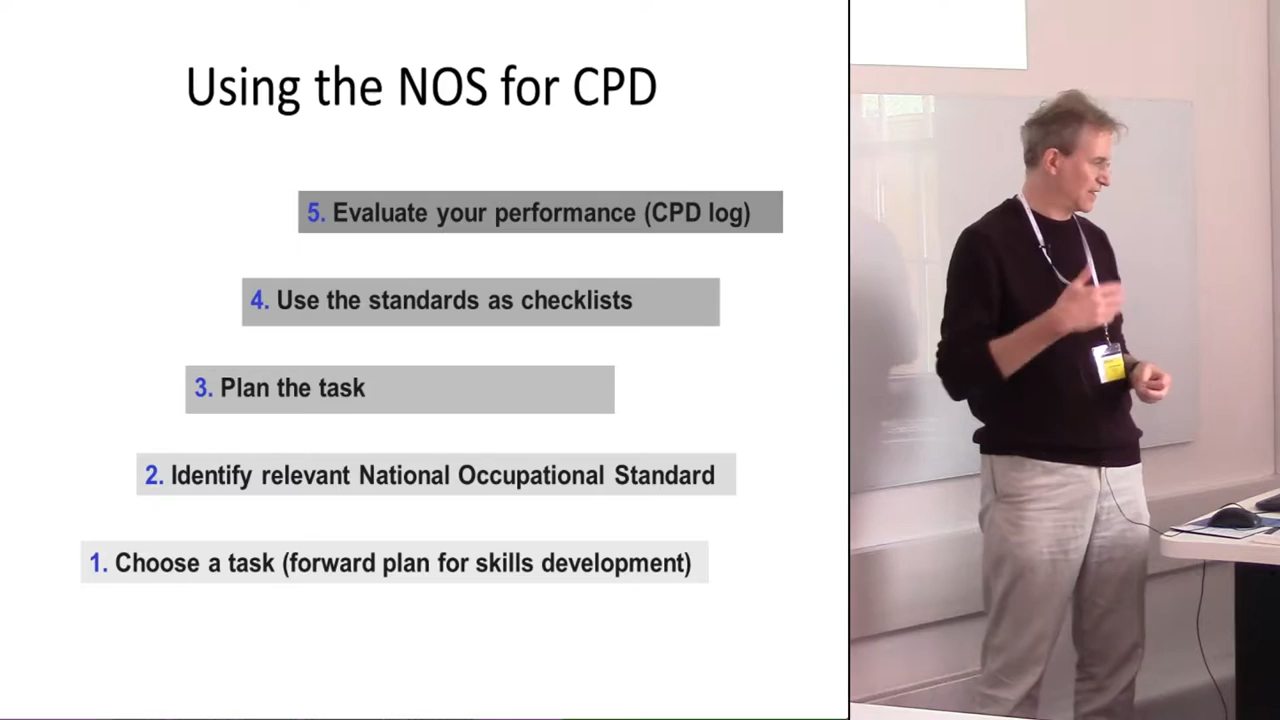 Using the NOS for CPD
5. Evaluate your performance (CPD log)
4. Use the standards as checklists
3. Plan the task
2. Identify relevant National Occupational Standard
1. Choose a task (forward plan for skills development)